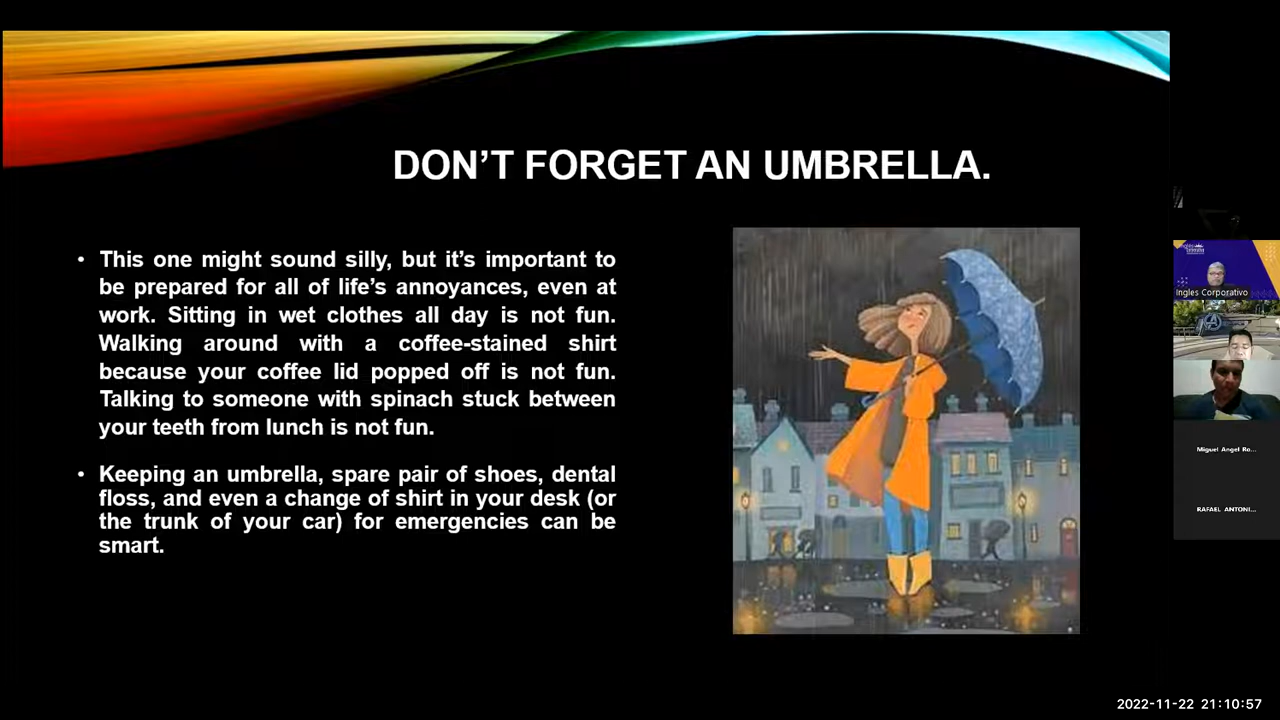 DON’T FORGET AN UMBRELLA.
• This one might sound silly, but it’s important to
be prepared for all of life’s annoyances, even at
work. Sitting in wet clothes all day is not fun.
Walking around with a coffee-stained shirt
because your coffee lid popped off is not fun.
Talking to someone with spinach stuck between
your teeth from lunch is not fun.
• Keeping an umbrella, spare pair of shoes, dental
floss, and even a change of shirt in your desk (or
the trunk of your car) for emergencies can be
smart.
Ingles Corporativo
Miguel Angel Ro...
RAFAEL ANTONI...
2022-11-22 21:10:57